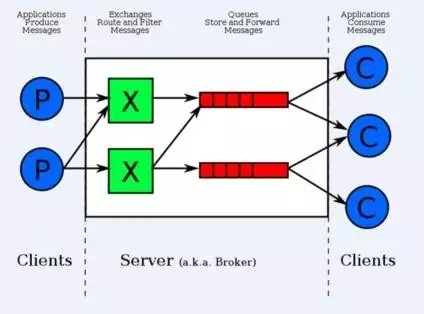 Applications
Produce
Messages
Exchanges
Route and Filter
Messages
Queues
Store and Forward
Messages
Applications
Consume
Messages
P
X
C
P
X
C
C
Clients
Server (a.k.a. Broker)
Clients